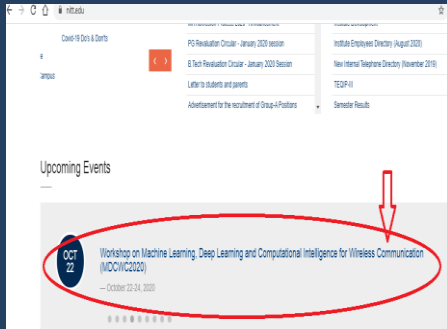 nitt.edu
Covid-19 Do's & Don'ts
PG Revaluation Circular - January 2020 session
B.Tech Revaluation Circular - January 2020 Session
Letter to students and parents
Advertisement for the recruitment of Group-A Positions
Institute Employees Directory (August 2020)
New Internal Telephone Directory (November 2019)
TEQIP-III
Semester Results
Upcoming Events
OCT
22
Workshop on Machine Learning, Deep Learning and Computational Intelligence for Wireless Communication
(MDCWC2020)
— October 22-24, 2020